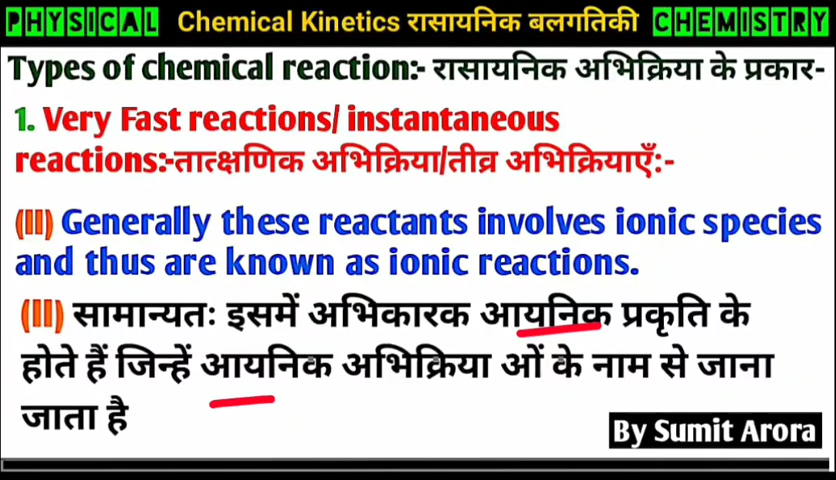 PHYSICAL Chemical Kinetics रासायनिक बलगतिकी CHEMISTRY
Types of chemical reaction:- रासायनिक अभिक्रिया के प्रकार-
1. Very Fast reactions/ instantaneous
reactions:-तात्क्षणिक अभिक्रिया/तीव्र अभिक्रियाएँ:-
(II) Generally these reactants involves ionic species
and thus are known as ionic reactions.
(II) सामान्यतः इसमें अभिकारक आयनिक प्रकृति के
होते हैं जिन्हें आयनिक अभिक्रिया ओं के नाम से जाना
जाता है
By Sumit Arora